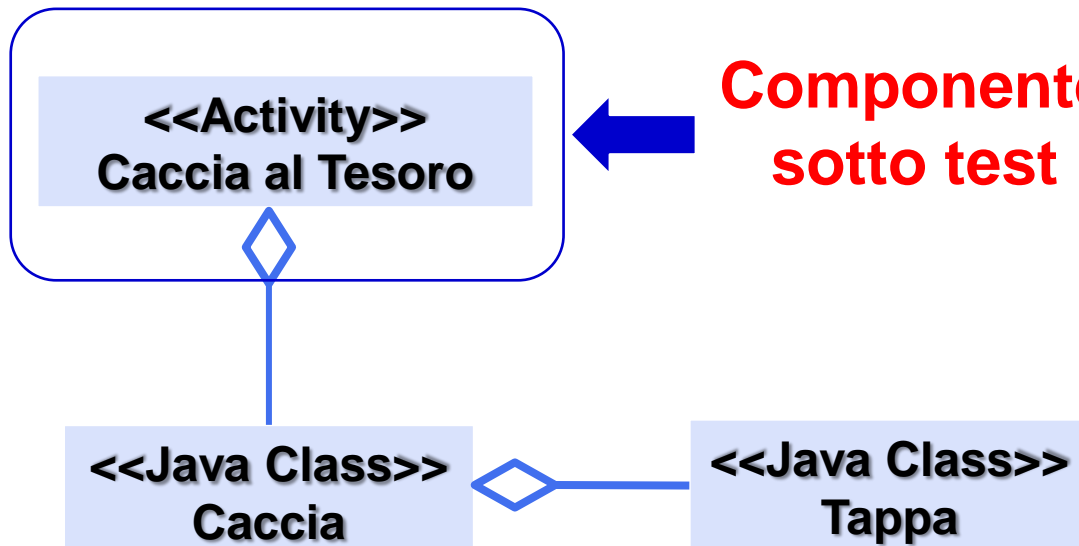 <<Activity>>
Caccia al Tesoro
Componente
sotto test
<<Java Class>>
Caccia
<<Java Class>>
Tappa